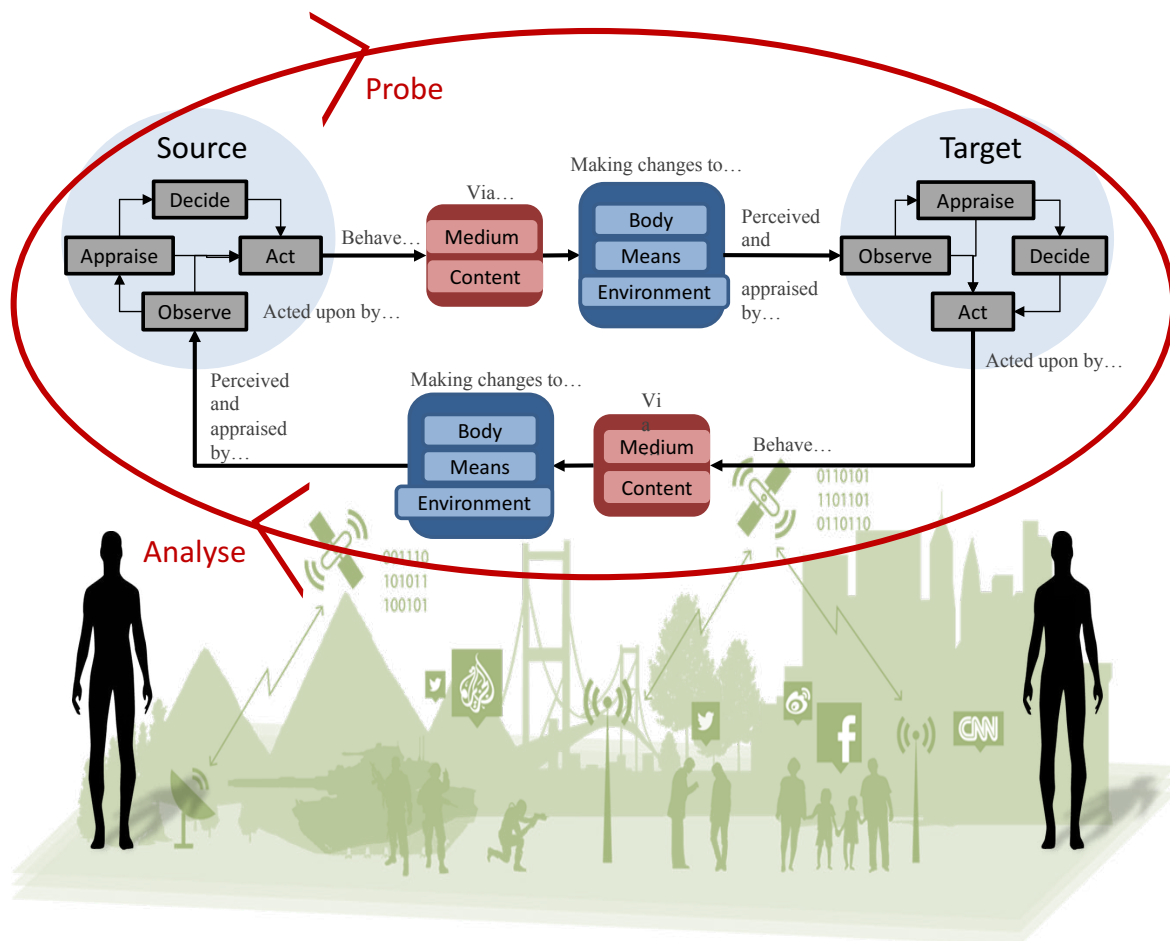 Probe
Source
Decide
Appraise
Act
Observe
Behave…
Acted upon by…
Via…
Medium
Content
Making changes to…
Body
Means
Environment
Perceived
and
appraised
by…
Target
Appraise
Observe
Decide
Act
Acted upon by…
Behave…
Vi
a
Medium
Content
Making changes to…
Body
Means
Environment
Perceived
and
appraised
by…
Analyse
001110
101011
100101
0110101
1101101
0110110
f
CNN